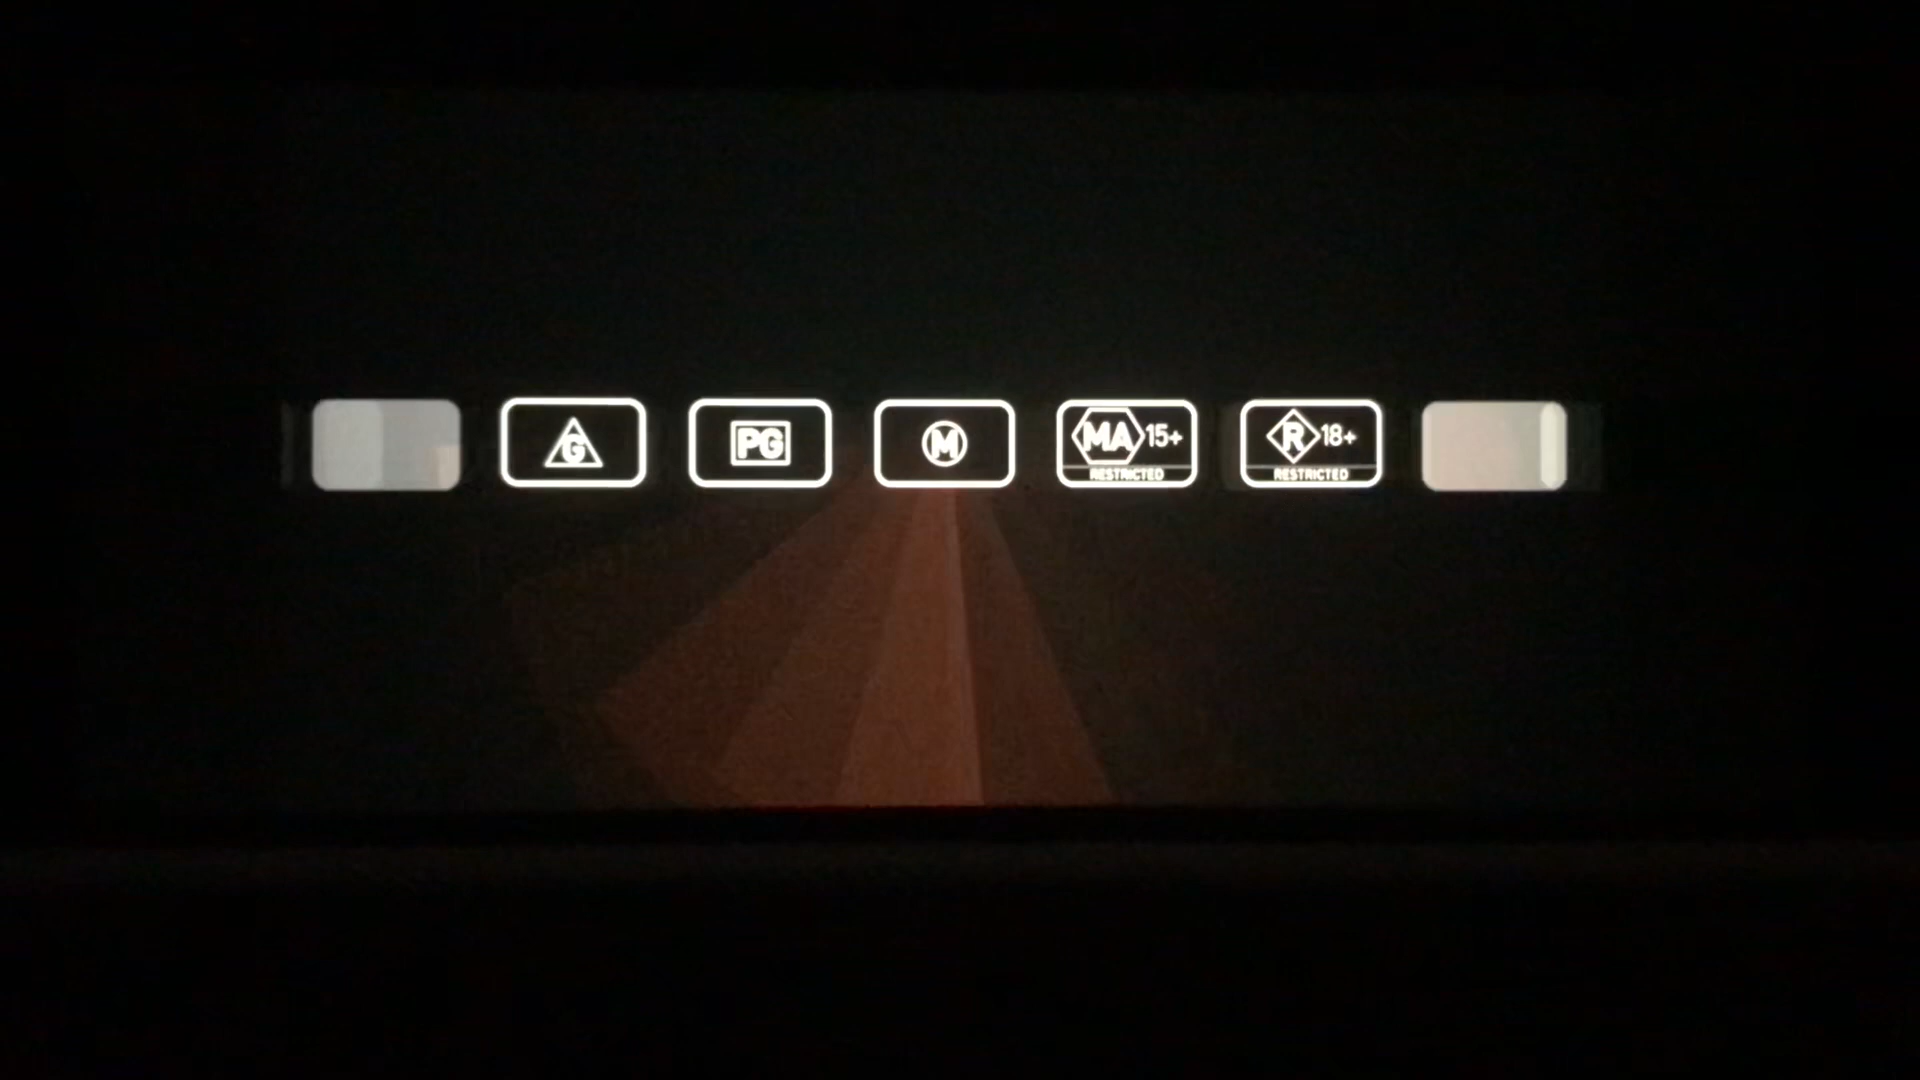 G
PG
M
MA 15+
RESTRICTED
R 18+
RESTRICTED